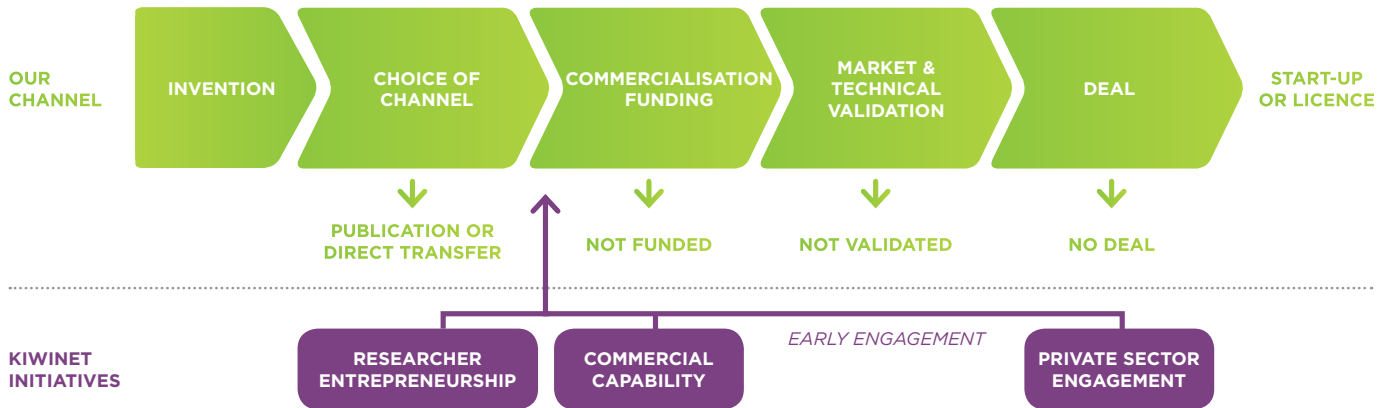 OUR
CHANNEL
INVENTION
CHOICE OF
CHANNEL
COMMERCIALISATION
FUNDING
MARKET &
TECHNICAL
VALIDATION
DEAL
START-UP
OR LICENCE
PUBLICATION OR
DIRECT TRANSFER
NOT FUNDED
NOT VALIDATED
NO DEAL
KIWINET
INITIATIVES
RESEARCHER
ENTREPRENEURSHIP
COMMERCIAL
CAPABILITY
EARLY ENGAGEMENT
PRIVATE SECTOR
ENGAGEMENT